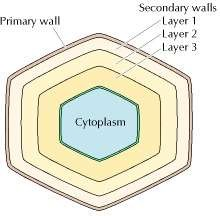 Secondary walls
Primary wall
Layer 1
Layer 2
Layer 3
Cytoplasm